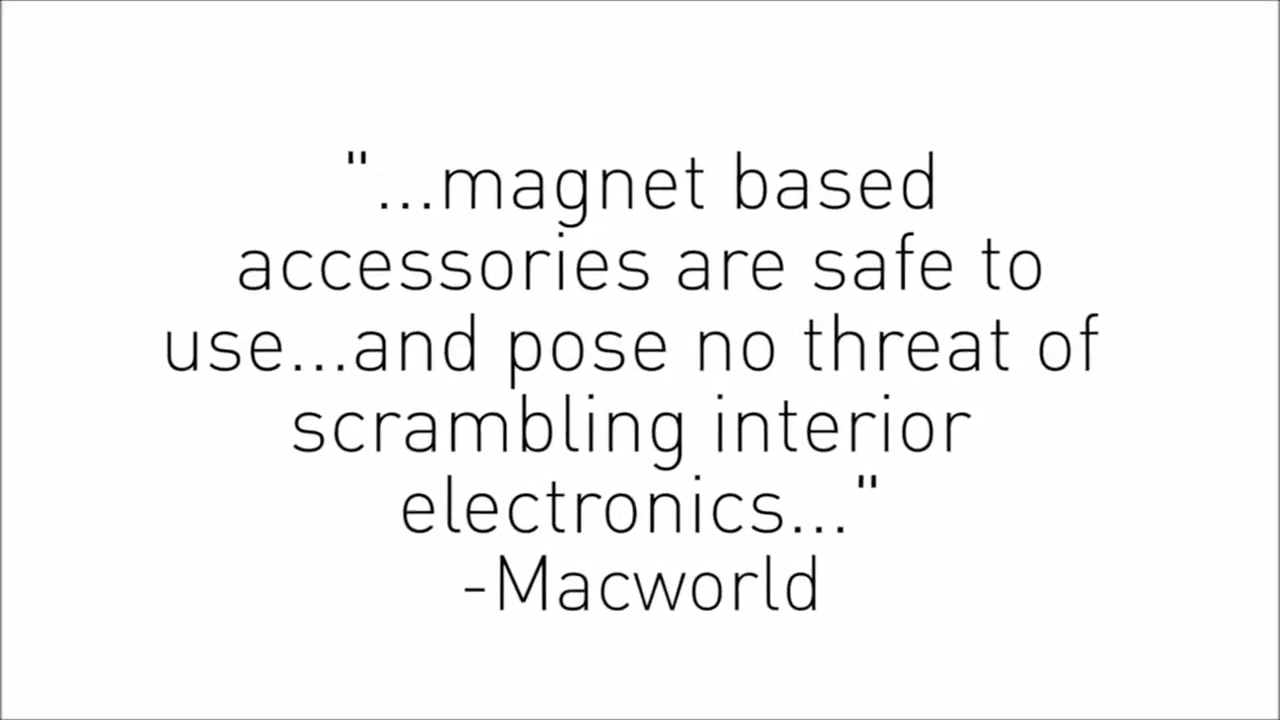 "...magnet based
accessories are safe to
use...and pose no threat of
scrambling interior
electronics..."
-Macworld